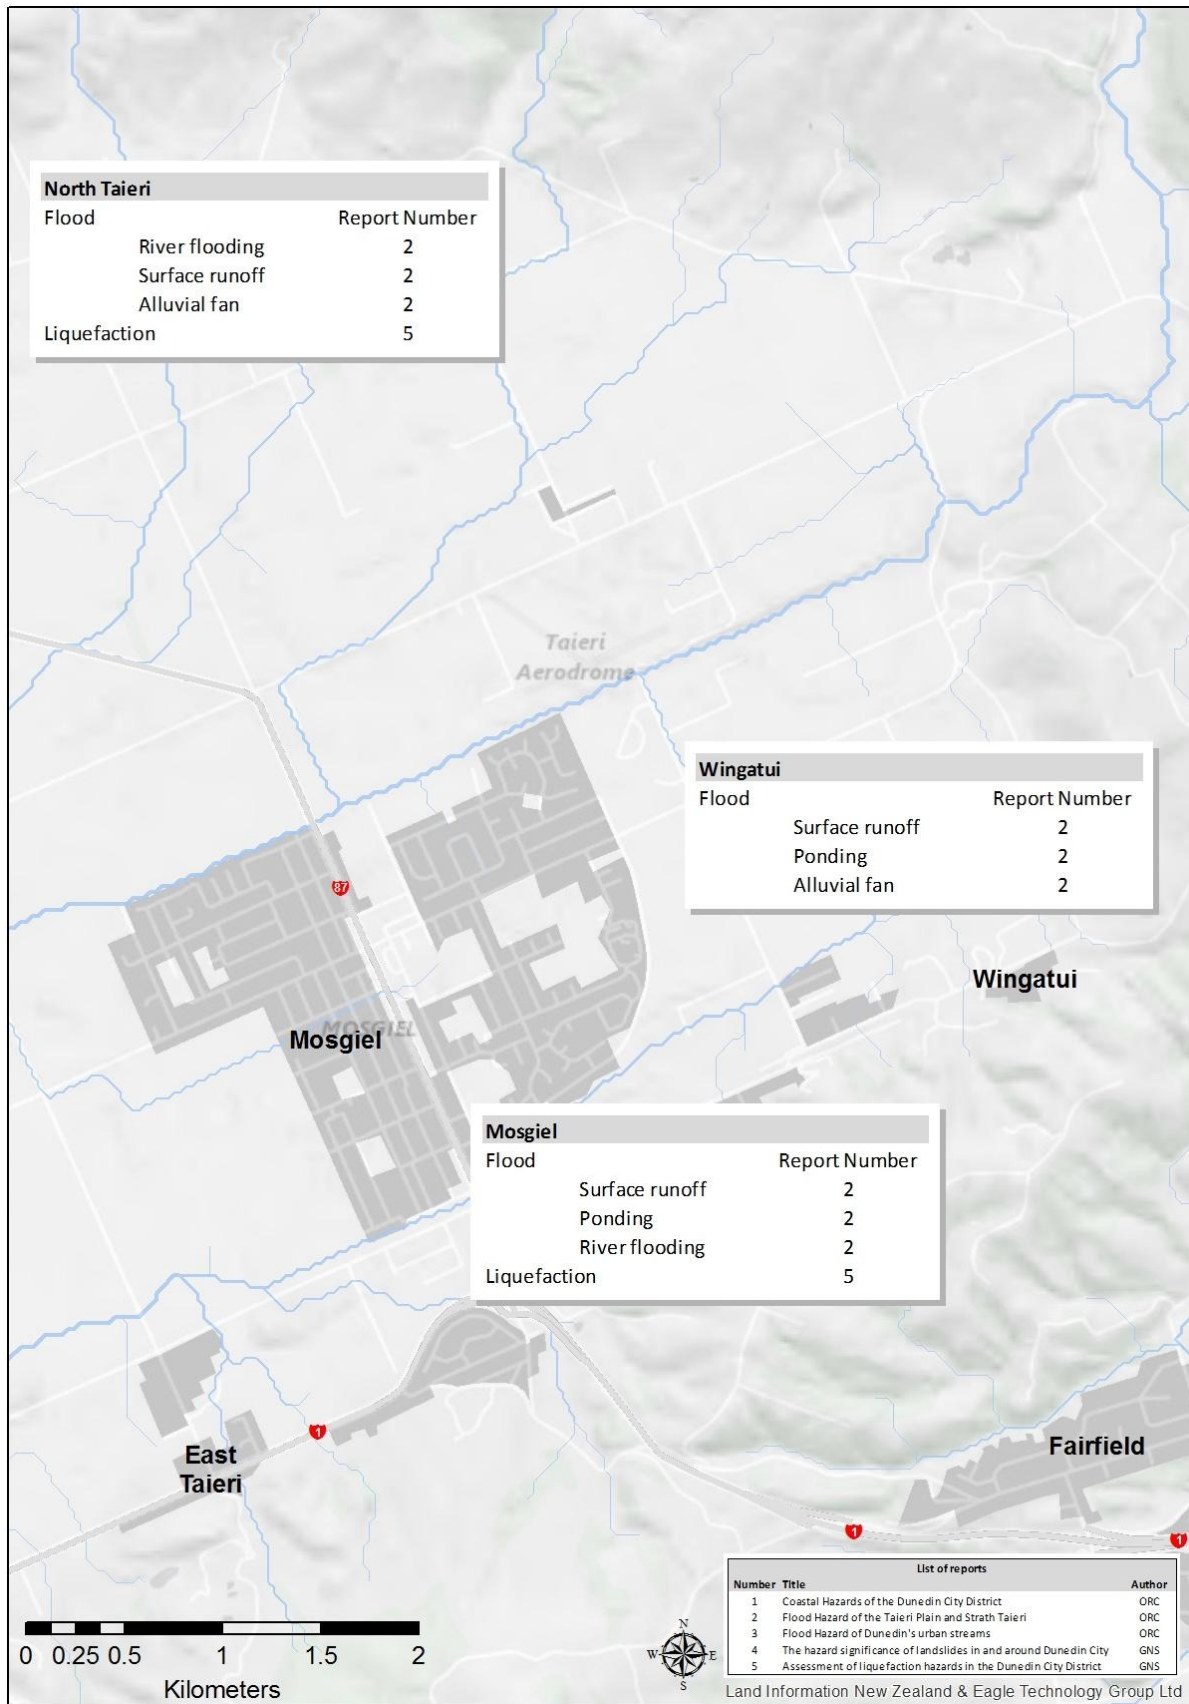 North Taieri
Flood Report Number
River flooding 2
Surface runoff 2
Alluvial fan 2
Liquefaction 5
Taieri
Aerodrome
Wingatui
Flood Report Number
Surface runoff 2
Ponding 2
Alluvial fan 2
87
Wingatui
MOSGIEL
Mosgiel
Mosgiel
Flood Report Number
Surface runoff 2
Ponding 2
River flooding 2
Liquefaction 5
1
East
Taieri
Fairfield
1
1
List of reports
Number Title Author
1 Coastal Hazards of the Dunedin City District ORC
2 Flood Hazard of the Taieri Plain and Strath Taieri ORC
3 Flood Hazard of Dunedin's urban streams ORC
4 The hazard significance of landslides in and around Dunedin City GNS
5 Assessment of liquefaction hazards in the Dunedin City District GNS
N
W E
S
0 0.25 0.5 1 1.5 2
Kilometers
Land Information New Zealand & Eagle Technology Group Ltd